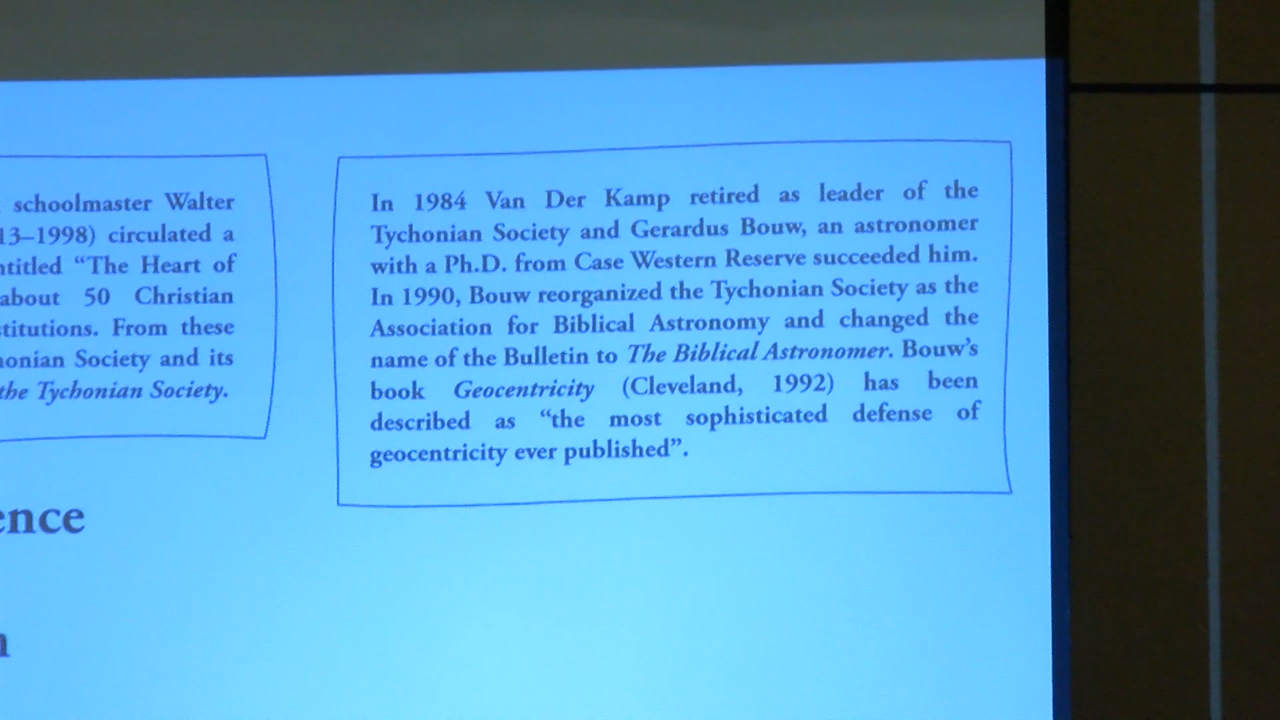 schoolmaster Walter
13–1998) circulated a
ntitled “The Heart of
about 50 Christian
stitutions. From these
honian Society and its
the Tychonian Society.
In 1984 Van Der Kamp retired as leader of the
Tychonian Society and Gerardus Bouw, an astronomer
with a Ph.D. from Case Western Reserve succeeded him.
In 1990, Bouw reorganized the Tychonian Society as the
Association for Biblical Astronomy and changed the
name of the Bulletin to The Biblical Astronomer. Bouw’s
book Geocentricity (Cleveland, 1992) has been
described as “the most sophisticated defense of
geocentricity ever published”.
ence